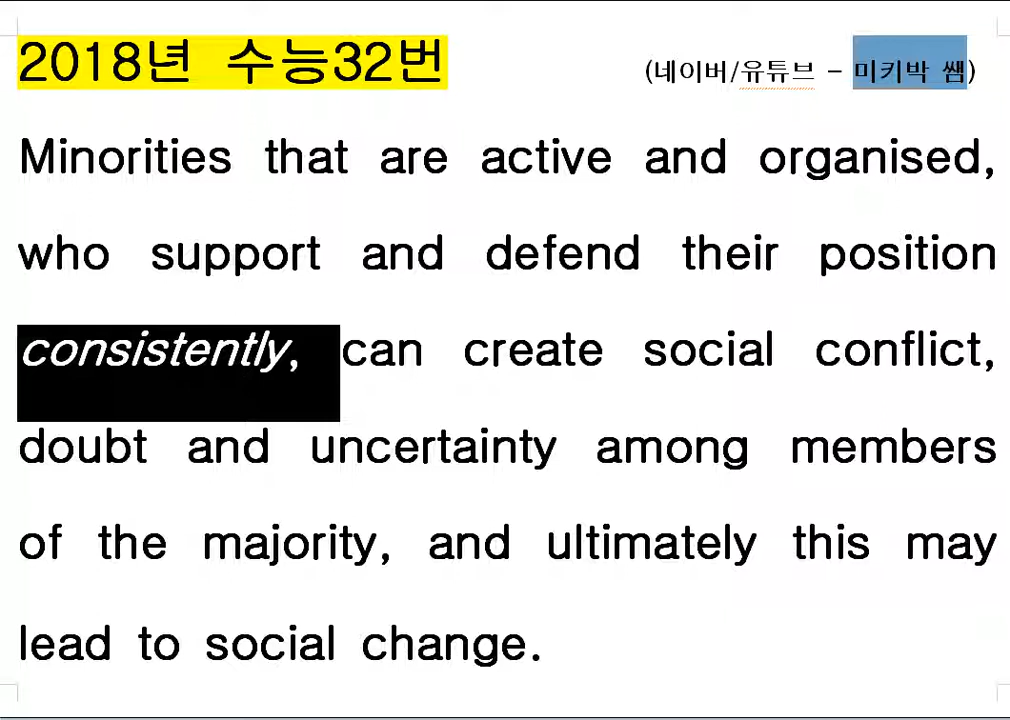 2018년 수능32번 (네이버/유튜브 - 미키박 쌤)
Minorities that are active and organised,
who support and defend their position
consistently, can create social conflict,
doubt and uncertainty among members
of the majority, and ultimately this may
lead to social change.